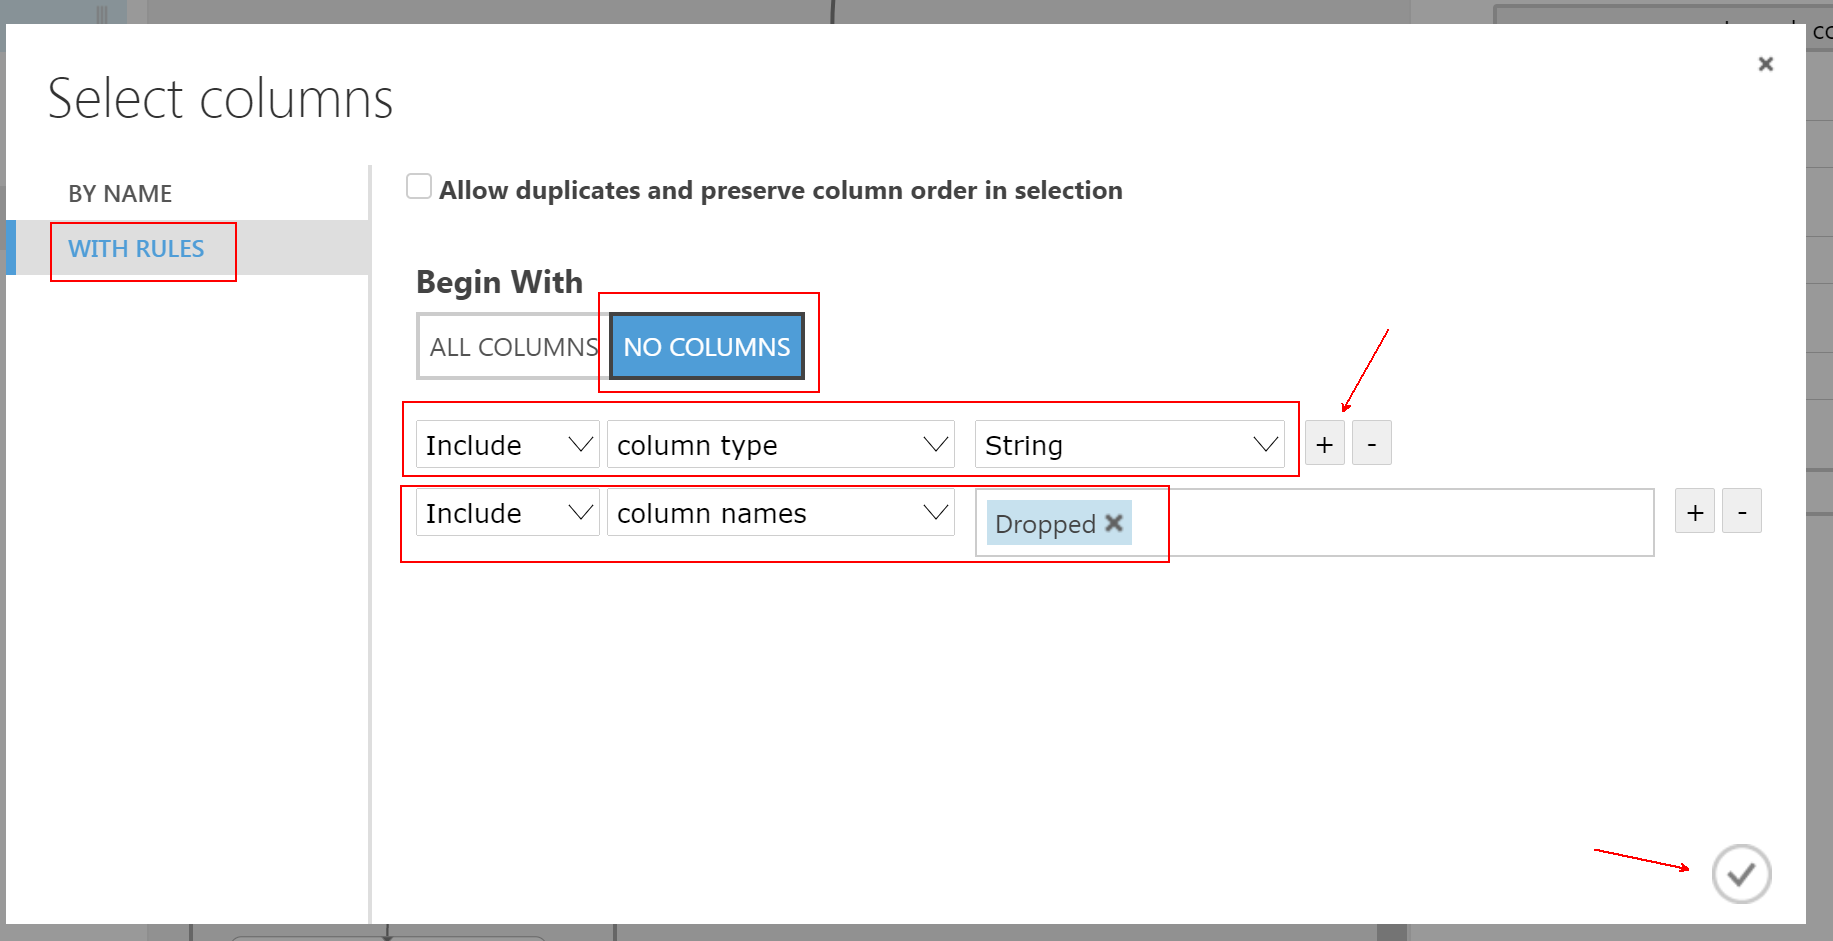 Select columns
BY NAME
WITH RULES
Allow duplicates and preserve column order in selection
Begin With
ALL COLUMNS NO COLUMNS
Include column type String + -
Include column names Dropped + -